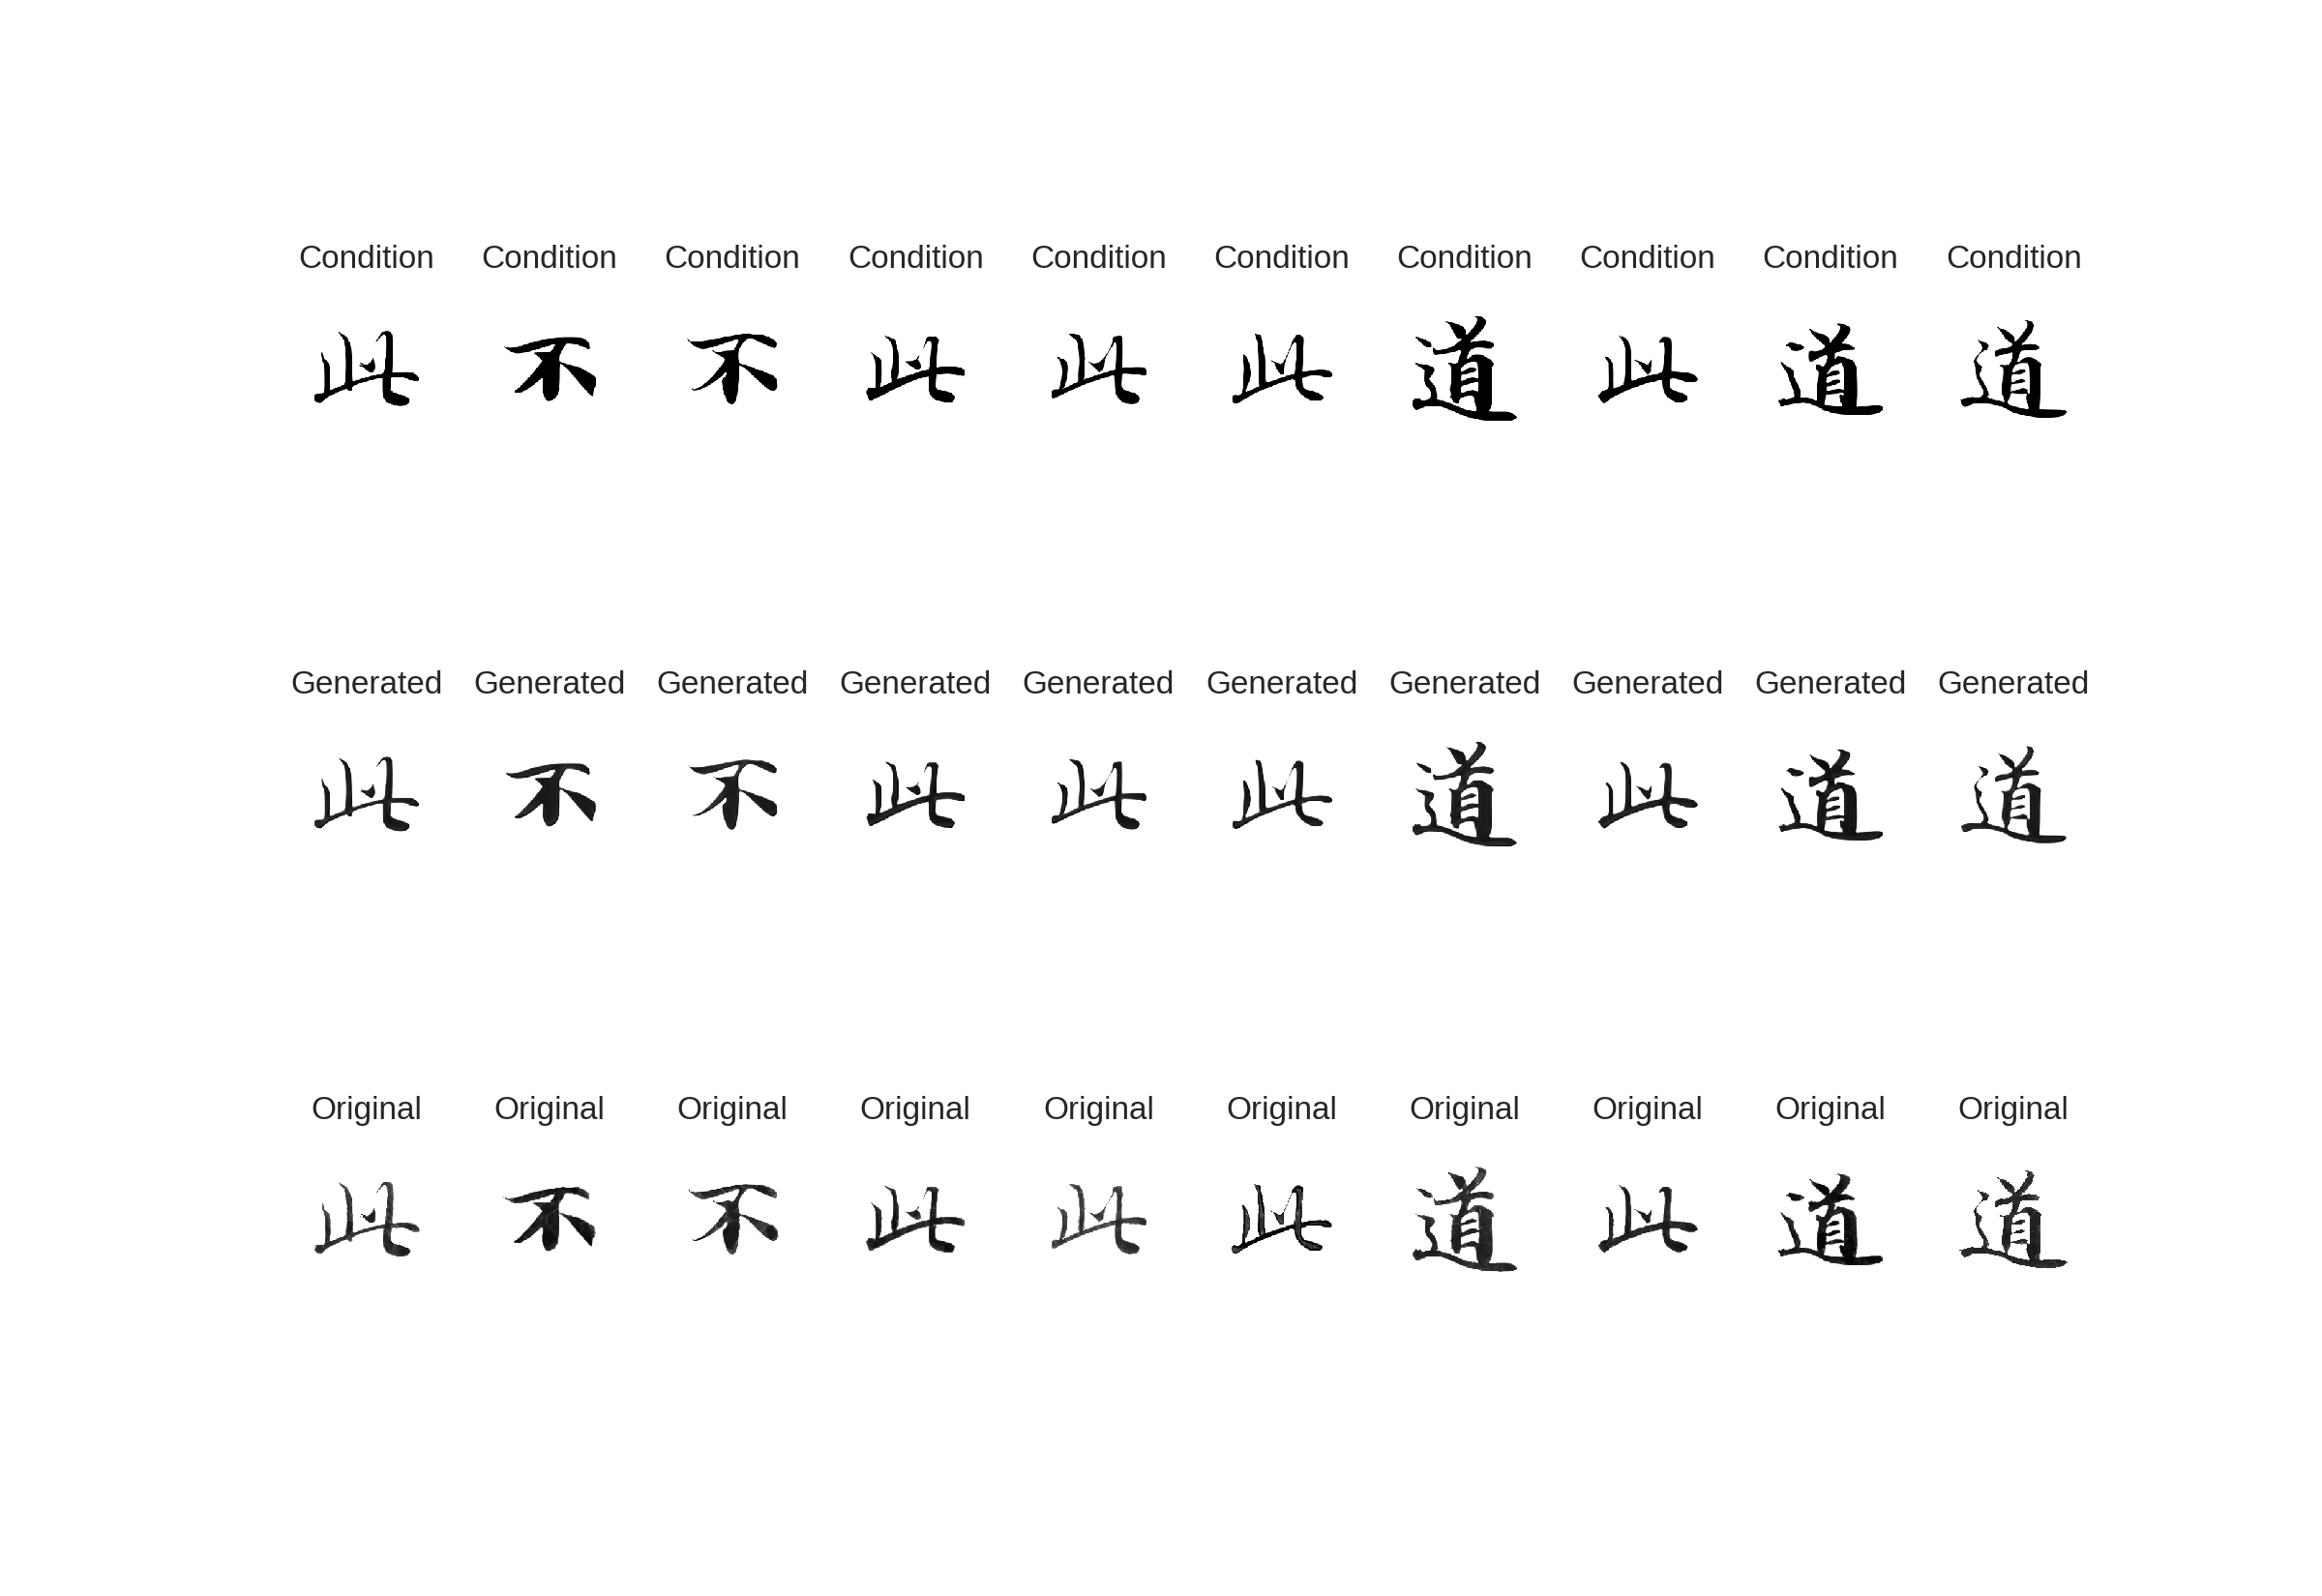 Condition Condition Condition Condition Condition Condition Condition Condition Condition Condition
此 不 不 此 此 此 道 此 道 道
Generated Generated Generated Generated Generated Generated Generated Generated Generated Generated
此 不 不 此 此 此 道 此 道 道
Original Original Original Original Original Original Original Original Original Original
此 不 不 此 此 此 道 此 道 道